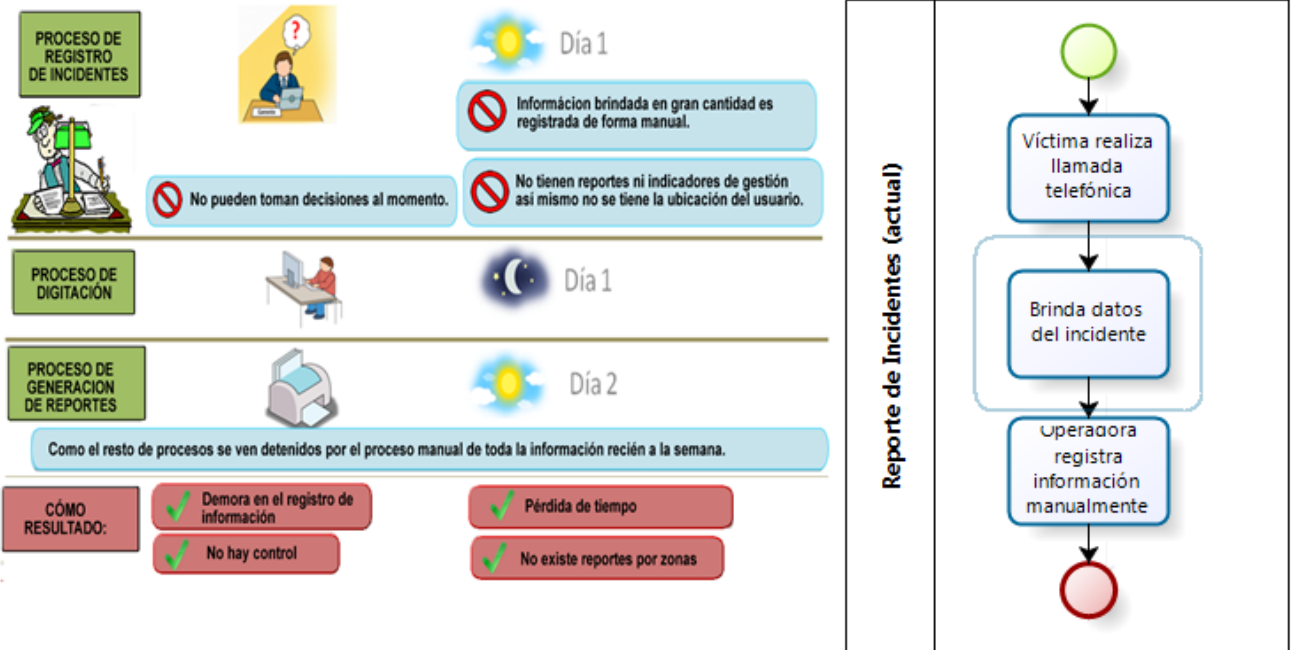 PROCESO DE
REGISTRO
DE INCIDENTES
Día 1
Informácion brindada en gran cantidad es
registrada de forma manual.
No pueden toman decisiones al momento.
No tienen reportes ni indicadores de gestión
así mismo no se tiene la ubicación del usuario.
PROCESO DE
DIGITACIÓN
Día 1
PROCESO DE
GENERACION
DE REPORTES
Día 2
Como el resto de procesos se ven detenidos por el proceso manual de toda la información recién a la semana.
CÓMO
RESULTADO:
Demora en el registro de
información
Pérdida de tiempo
No hay control
No existe reportes por zonas
Reporte de Incidentes (actual)
Víctima realiza
llamada
telefónica
Brinda datos
del incidente
Operadora
registra
información
manualmente